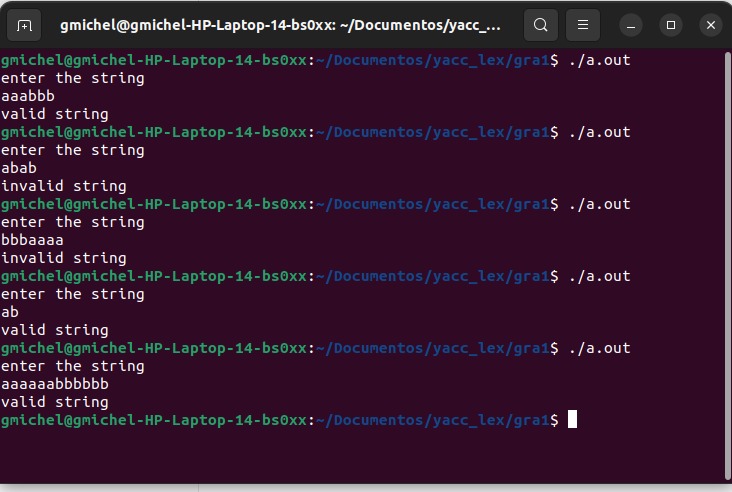 gmichel@gmichel-HP-Laptop-14-bs0xx: ~/Documentos/yacc_...
gmichel@gmichel-HP-Laptop-14-bs0xx:~/Documentos/yacc_lex/gra1$ ./a.out
enter the string
aaabbb
valid string
gmichel@gmichel-HP-Laptop-14-bs0xx:~/Documentos/yacc_lex/gra1$ ./a.out
enter the string
abab
invalid string
gmichel@gmichel-HP-Laptop-14-bs0xx:~/Documentos/yacc_lex/gra1$ ./a.out
enter the string
bbbaaaa
invalid string
gmichel@gmichel-HP-Laptop-14-bs0xx:~/Documentos/yacc_lex/gra1$ ./a.out
enter the string
ab
valid string
gmichel@gmichel-HP-Laptop-14-bs0xx:~/Documentos/yacc_lex/gra1$ ./a.out
enter the string
aaaaaabbbbbb
valid string
gmichel@gmichel-HP-Laptop-14-bs0xx:~/Documentos/yacc_lex/gra1$